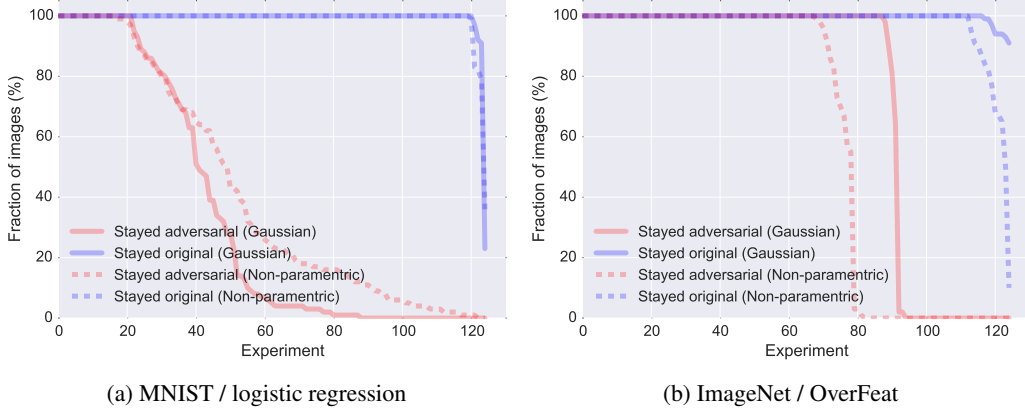 100
80
60
40
20
0
Fraction of images (%)
Stayed adversarial (Gaussian)
Stayed original (Gaussian)
Stayed adversarial (Non-paramentric)
Stayed original (Non-paramentric)
0 20 40 60 80 100 120
Experiment
(a) MNIST / logistic regression
100
80
60
40
20
0
Fraction of images (%)
Stayed adversarial (Gaussian)
Stayed original (Gaussian)
Stayed adversarial (Non-paramentric)
Stayed original (Non-paramentric)
0 20 40 60 80 100 120
Experiment
(b) ImageNet / OverFeat